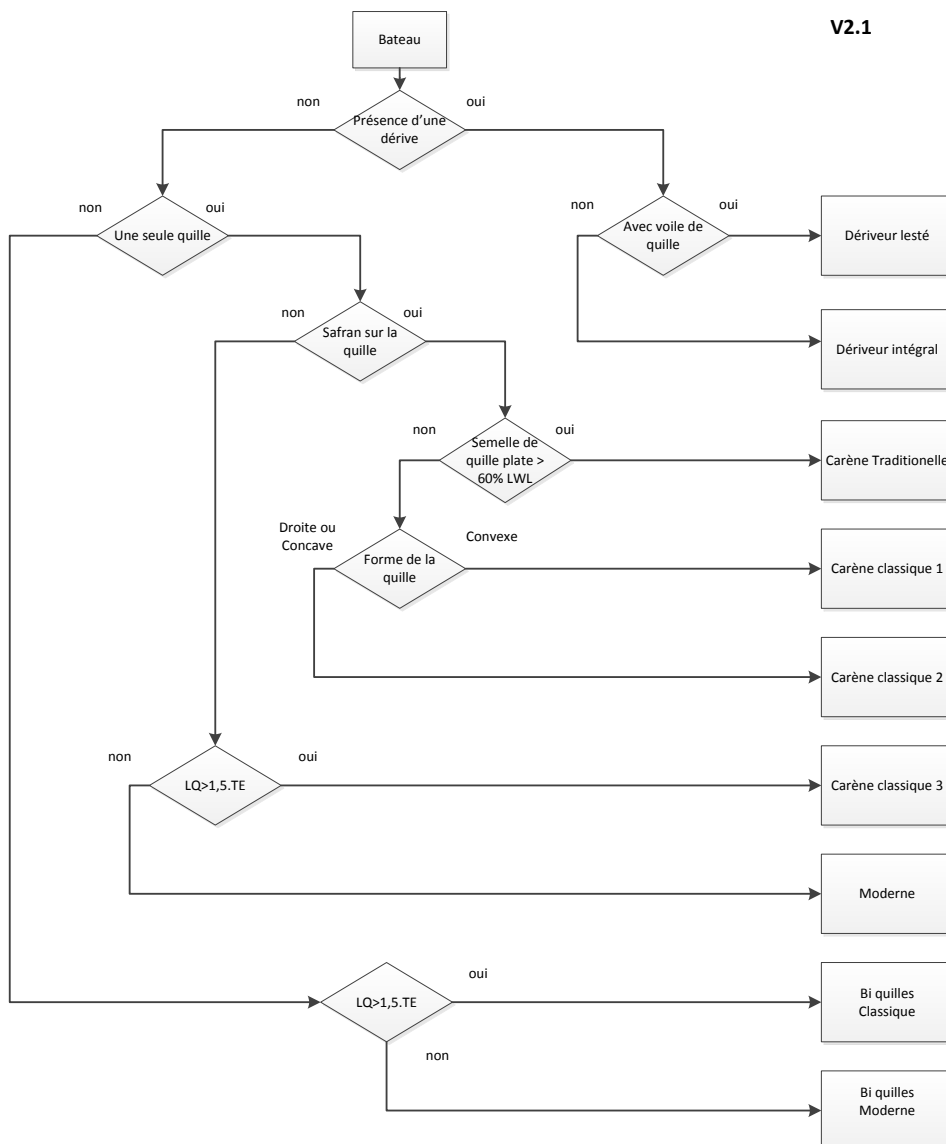 V2.1
Bateau
non
oui
Présence d’une
dérive
non
oui
non
oui
Une seule quille
Avec voile de
quille
Dériveur lesté
non
oui
Safran sur la
quille
Dériveur intégral
non
oui
Semelle de
quille plate >
60% LWL
Carène Traditionelle
Droite ou
Concave
Convexe
Forme de la
quille
Carène classique 1
Carène classique 2
non
oui
LQ>1,5.TE
Carène classique 3
Moderne
oui
LQ>1,5.TE
Bi quilles
Classique
non
Bi quilles
Moderne